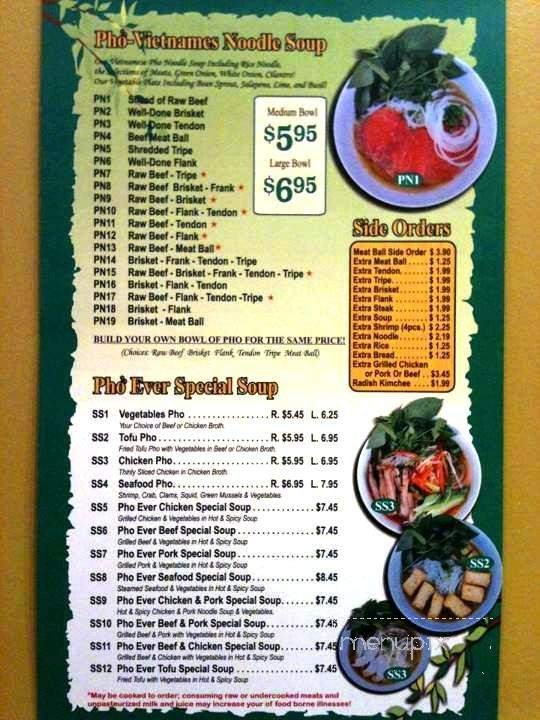 Pho-Vietnames Noodle Soup
Our Vietnamese Pho Noodle Soup Including Rice Noodle,
the Selections of Meats, Green Onion, White Onion, Cilantro!
Our Vegetable Plate Including Bean Sprout, Jalapeno, Lime, and Basil!
PN1 Sliced of Raw Beef
PN2 Well-Done Brisket
PN3 Well-Done Tendon
PN4 Beef Meat Ball
PN5 Shredded Tripe
PN6 Well-Done Flank
PN7 Raw Beef - Tripe ★
PN8 Raw Beef Brisket - Frank ★
PN9 Raw Beef - Brisket ★
PN10 Raw Beef - Flank - Tendon ★
PN11 Raw Beef - Tendon ★
PN12 Raw Beef - Flank ★
PN13 Raw Beef - Meat Ball ★
PN14 Brisket - Frank - Tendon - Tripe
PN15 Raw Beef - Brisket - Frank - Tendon - Tripe ★
PN16 Brisket - Flank - Tendon
PN17 Raw Beef - Flank - Tendon -Tripe ★
PN18 Brisket - Flank
PN19 Brisket - Meat Ball
Medium Bowl
$5.95
Large Bowl
$6.95
BUILD YOUR OWN BOWL OF PHO FOR THE SAME PRICE!
(Choices: Raw Beef Brisket Flank Tendon Tripe Meat Ball)
PN1
Side Orders
Meat Ball Side Order $ 3.90
Extra Meat Ball ..... $ 1.25
Extra Tendon....... $ 1.99
Extra Tripe......... $ 1.99
Extra Brisket....... $ 1.99
Extra Flank ........ $ 1.99
Extra Steak ........ $ 1.99
Extra Soup ......... $ 1.25
Extra Shrimp (4pcs.) $ 2.25
Extra Noodle....... $ 2.19
Extra Rice ......... $ 1.25
Extra Bread........ $ 1.25
Extra Grilled Chicken
or Pork Or Beef . . $3.45
Radish Kimchee .... $1.99
Pho Ever Special Soup
SS1 Vegetables Pho ................ R. $5.45 L. 6.25
Your Choice of Beef or Chicken Broth.
SS2 Tofu Pho...................... R. $5.95 L. 6.95
Fried Tofu Pho with Vegetables in Beef or Chicken Broth.
SS3 Chicken Pho................... R. $5.95 L. 6.95
Thinly Sliced Chicken in Chicken Broth.
SS4 Seafood Pho................... R. $6.95 L. 7.95
Shrimp, Crab, Clams, Squid, Green Mussels & Vegetables
SS5 Pho Ever Chicken Special Soup ............. $7.45
Grilled Chicken & Vegetables in Hot & Spicy Soup
SS6 Pho Ever Beef Special Soup ................ $7.45
Grilled Beef & Vegetables in Hot & Spicy Soup
SS7 Pho Ever Pork Special Soup ................ $7.45
Grilled Pork & Vegetables in Hot & Spicy Soup
SS8 Pho Ever Seafood Special Soup ............. $8.45
Steamed Seafood & Vegetables in Hot & Spicy Soup
SS9 Pho Ever Chicken & Pork Special Soup....... $7.45
Hot & Spicy Chicken & Pork Noodle Soup & Vegetables.
SS10 Pho Ever Beef & Pork Special Soup.......... $7.45
Grilled Beef & Pork with Vegetables in Hot & Spicy Soup
SS11 Pho Ever Beef & Chicken Special Soup....... $7.45
Grilled Beef & Chicken with Vegetables in Hot & Spicy Soup
SS12 Pho Ever Tofu Special Soup ................ $7.45
Fried Tofu with Vegetables in Hot & Spicy Soup
SS3
SS2
SS3
*May be cooked to order; consuming raw or undercooked meats and
unpasteurized milk and juice may increase your of food borne illnesses!